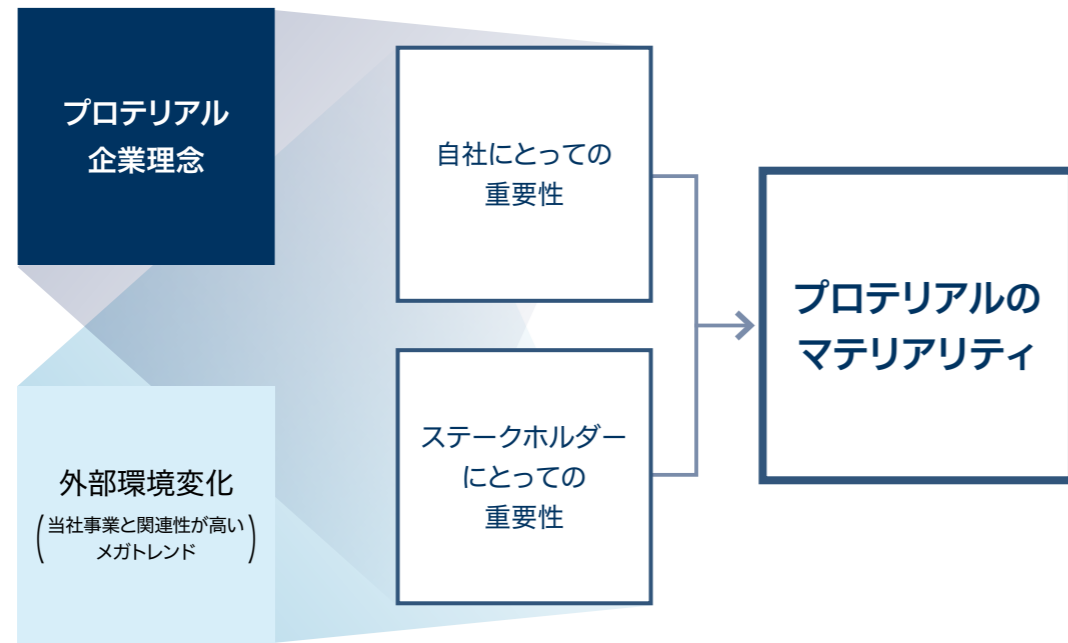 プロテリアル
企業理念
外部環境変化
(当社事業と関連性が高い
メガトレンド)
自社にとっての
重要性
ステークホルダー
にとっての
重要性
プロテリアルの
マテリアリティ